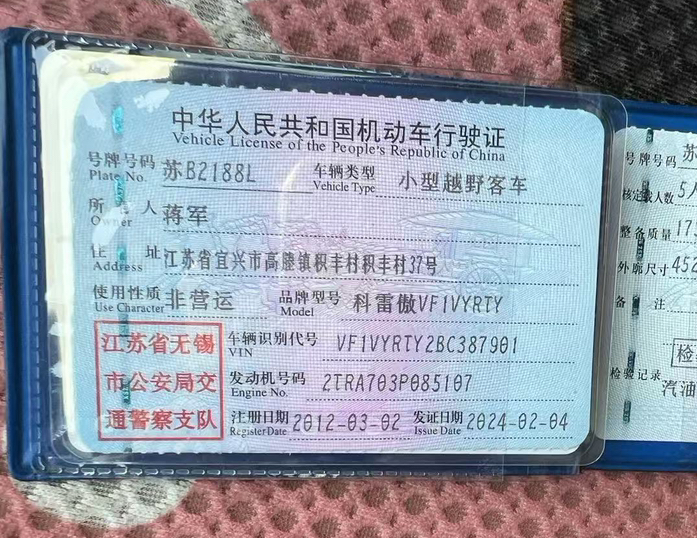 中华人民共和国机动车行驶证
Vehicle License of the People's Republic of China
号牌号码 苏B2188L 车辆类型 小型越野客车
Plate No. Vehicle Type
所有人 蒋军
Owner
住址 江苏省宜兴市高塍镇积丰村积丰村37号
Address
使用性质 非营运 品牌型号 科雷傲VF1VYRTY
Use Character Model
江苏省无锡
市公安局交
通警察支队
车辆识别代号 VF1VYRTY2BC387901
VIN
发动机号码 2TRA703P085107
Engine No.
注册日期 2012-03-02 发证日期 2024-02-04
Register Date Issue Date
号牌号码 苏
核定载人数 5人
整备质量 173
外廓尺寸 452
备注
检验记录
汽油